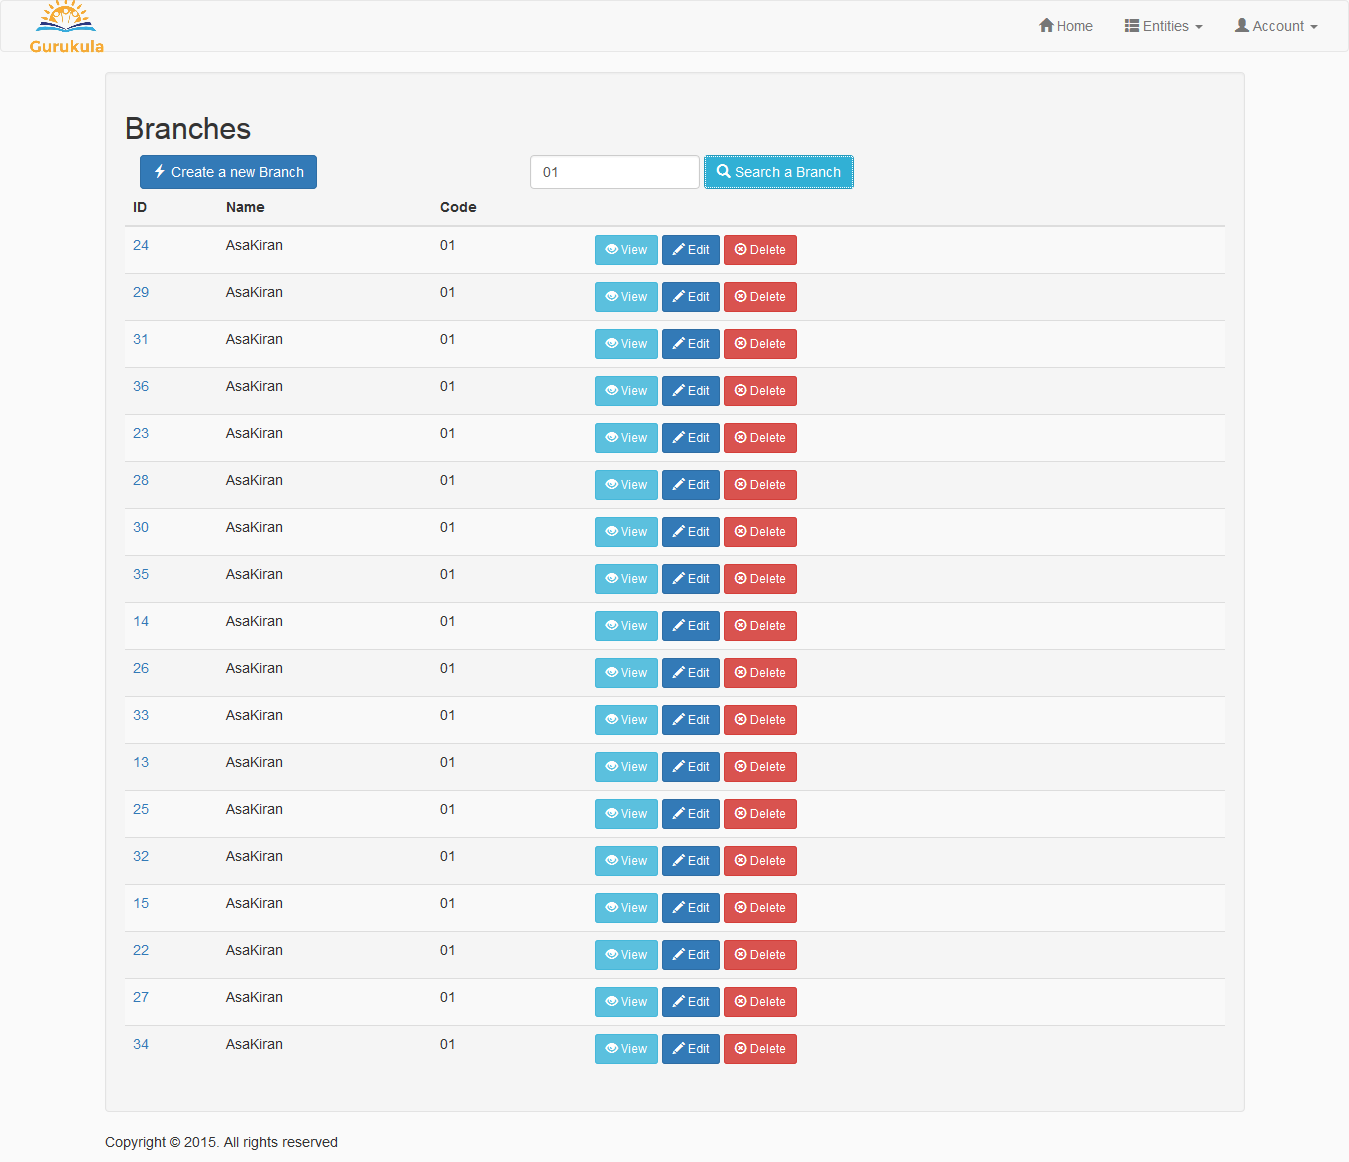 Gurukula
Home Entities Account
Branches
Create a new Branch 01 Search a Branch
ID Name Code
24 AsaKiran 01 View Edit Delete
29 AsaKiran 01 View Edit Delete
31 AsaKiran 01 View Edit Delete
36 AsaKiran 01 View Edit Delete
23 AsaKiran 01 View Edit Delete
28 AsaKiran 01 View Edit Delete
30 AsaKiran 01 View Edit Delete
35 AsaKiran 01 View Edit Delete
14 AsaKiran 01 View Edit Delete
26 AsaKiran 01 View Edit Delete
33 AsaKiran 01 View Edit Delete
13 AsaKiran 01 View Edit Delete
25 AsaKiran 01 View Edit Delete
32 AsaKiran 01 View Edit Delete
15 AsaKiran 01 View Edit Delete
22 AsaKiran 01 View Edit Delete
27 AsaKiran 01 View Edit Delete
34 AsaKiran 01 View Edit Delete
Copyright © 2015. All rights reserved